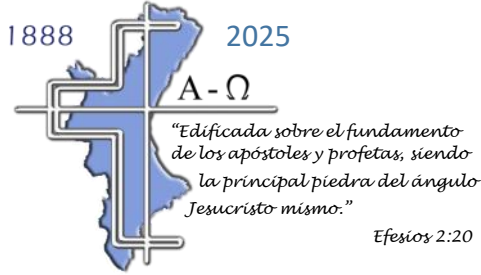 1888 2025
Α-Ω
“Edificada sobre el fundamento
de los apóstoles y profetas, siendo
la principal piedra del ángulo
Jesucristo mismo.”
Efesios 2:20